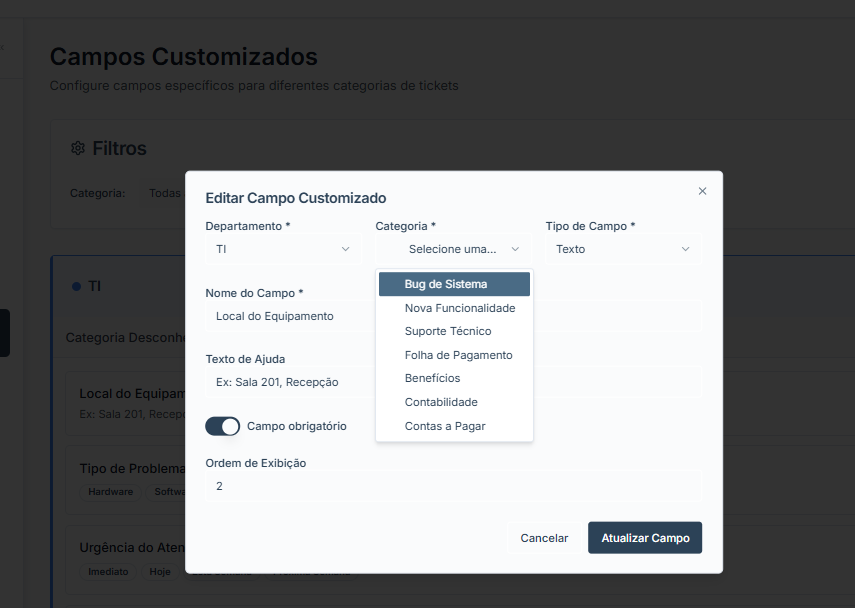 Campos Customizados
Configure campos específicos para diferentes categorias de tickets
Filtros
Categoria:
Todas
Editar Campo Customizado
Departamento *
Categoria *
Tipo de Campo *
TI
Selecione uma...
Texto
Bug de Sistema
Nova Funcionalidade
Suporte Técnico
Folha de Pagamento
Benefícios
Contabilidade
Contas a Pagar
Nome do Campo *
Local do Equipamento
Texto de Ajuda
Ex: Sala 201, Recepção
Campo obrigatório
Ordem de Exibição
2
Cancelar
Atualizar Campo
TI
Categoria Desconhe
Local do Equipam
Ex: Sala 201, Recepç
Tipo de Problema
Hardware
Softwa
Urgência do Aten
Imediato
Hoje